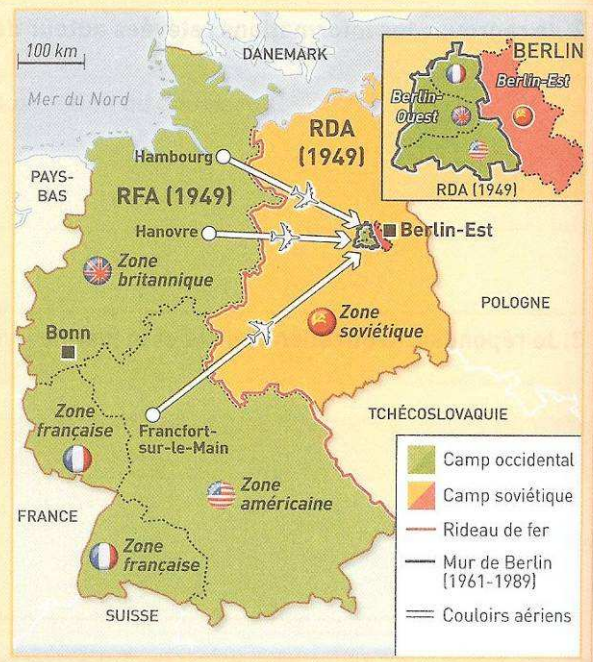 100 km
DANEMARK
Mer du Nord
BERLIN
Berlin-
Ouest
Berlin-Est
RDA (1949)
RDA
(1949)
Hambourg
PAYS-
BAS
RFA (1949)
Hanovre
Berlin-Est
Zone
britannique
POLOGNE
Zone
soviétique
Bonn
Zone
française
Francfort-
sur-le-Main
TCHÉCOSLOVAQUIE
Zone
américaine
FRANCE
Zone
française
SUISSE
Camp occidental
Camp soviétique
Rideau de fer
Mur de Berlin
(1961-1989)
Couloirs aériens